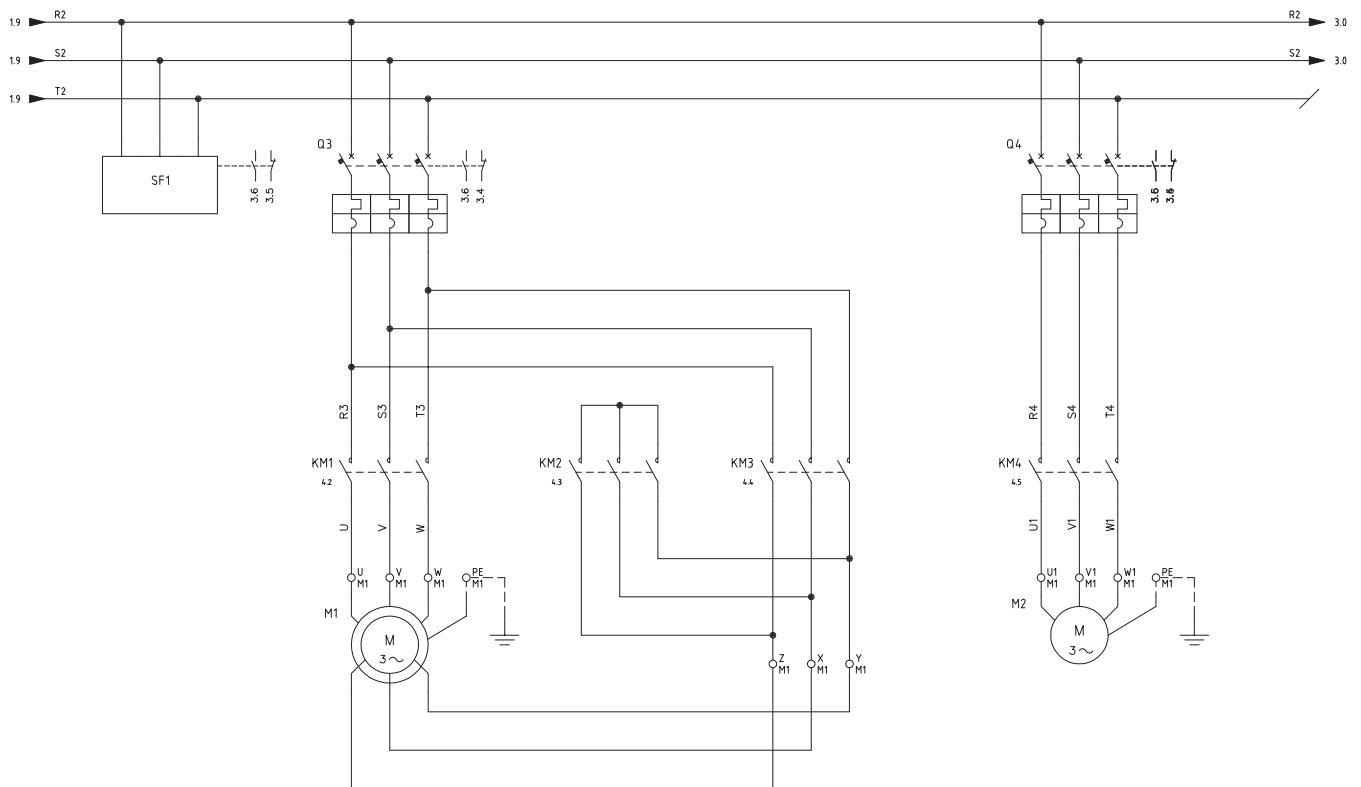 1.9 R2 R2 3.0
1.9 S2 S2 3.0
1.9 T2
Q3 Q4
SF1
3.6 3.5 3.6 3.4 3.6
R3 S3 T3 R4 S4 T4
KM1 KM2 KM3 KM4
4.2 4.3 4.4 4.5
U V W U1 V1 W1
U V W PE U1 V1 W1 PE
M1 M1 M1 M1 M1 M1 M1 M1
M1 M2
M M
3~ 3~
Z X Y
M1 M1 M1